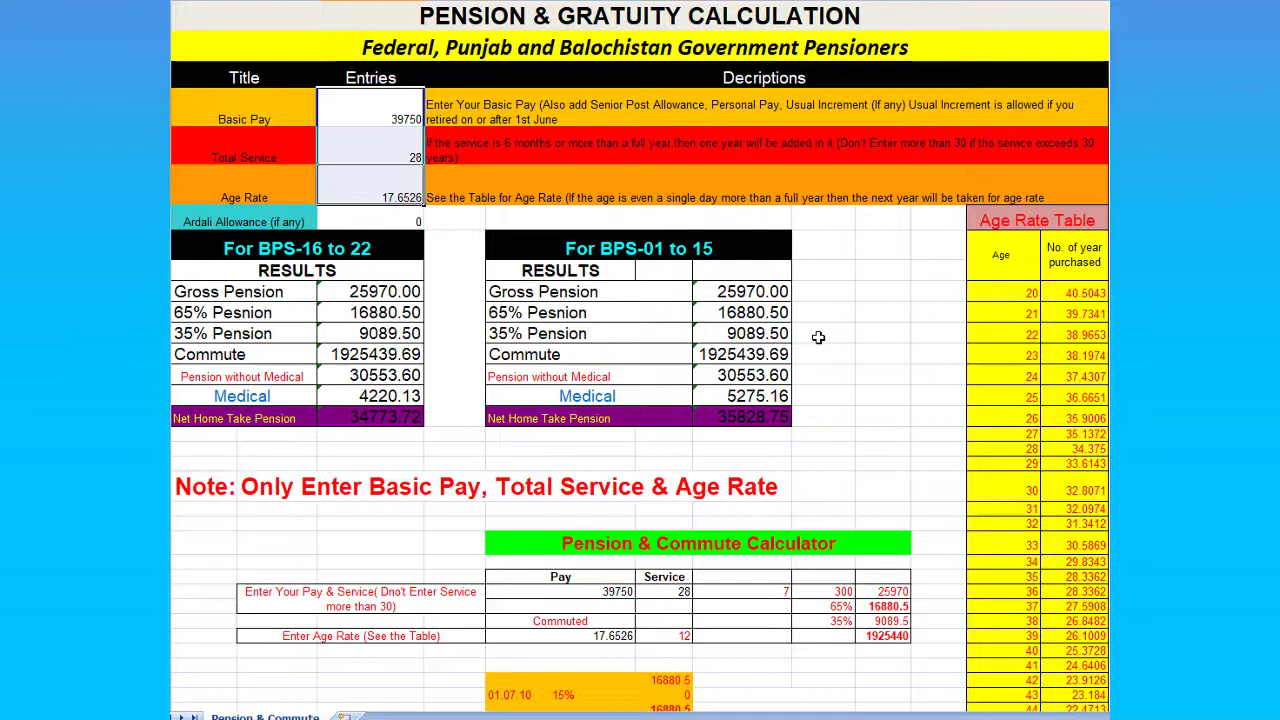 PENSION & GRATUITY CALCULATION
Federal, Punjab and Balochistan Government Pensioners
Title Entries Decriptions
Basic Pay 39750 Enter Your Basic Pay (Also add Senior Post Allowance, Personal Pay, Usual Increment (If any) Usual Increment is allowed if you
retired on or after 1st June
Total Service 28 If the service is 6 months or more than a full year then one year will be added in it (Don't Enter more than 30 if the service exceeds 30
years)
Age Rate 17.6526 See the Table for Age Rate (If the age is even a single day more than a full year then the next year will be taken for age rate
Ardali Allowance (if any) 0
For BPS-16 to 22
RESULTS
Gross Pension 25970.00
65% Pesnion 16880.50
35% Pension 9089.50
Commute 1925439.69
Pension without Medical 30553.60
Medical 4220.13
Net Home Take Pension 34773.72
For BPS-01 to 15
RESULTS
Gross Pension 25970.00
65% Pension 16880.50
35% Pension 9089.50
Commute 1925439.69
Pension without Medical 30553.60
Medical 5275.16
Net Home Take Pension 35828.75
Note: Only Enter Basic Pay, Total Service & Age Rate
Pension & Commute Calculator
Pay Service
Enter Your Pay & Service( Dno't Enter Service
more than 30)
39750 28 7 300 25970
65% 16880.5
Commuted 35% 9089.5
Enter Age Rate (See the Table) 17.6526 12 1925440
16880.5
01.07.10 15% 0
16880.5
Age Rate Table
Age No. of year
purchased
20 40.5043
21 39.7341
22 38.9653
23 38.1974
24 37.4307
25 36.6651
26 35.9006
27 35.1372
28 34.375
29 33.6143
30 32.8071
31 32.0974
32 31.3412
33 30.5869
34 29.8343
35 28.3362
36 28.3362
37 27.5908
38 26.8482
39 26.1009
40 25.3728
41 24.6406
42 23.9126
43 23.184
44 22.4713
Pension & Commute